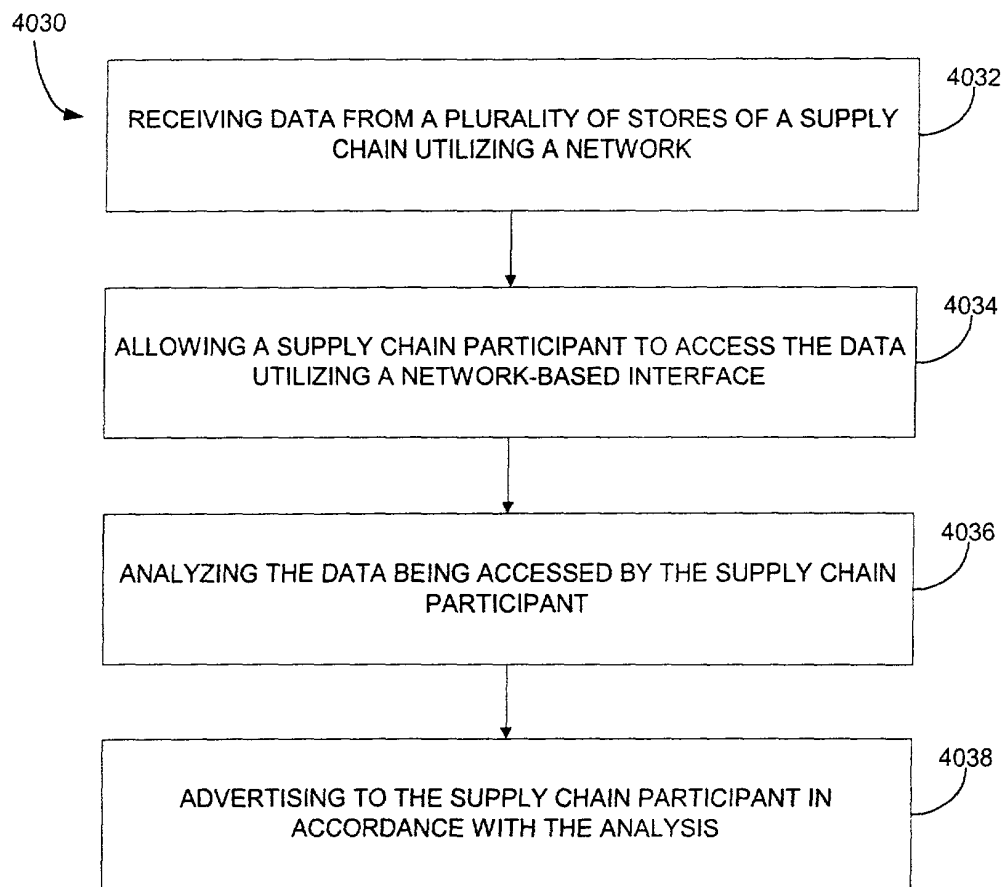 4030
4032
RECEIVING DATA FROM A PLURALITY OF STORES OF A SUPPLY
CHAIN UTILIZING A NETWORK
4034
ALLOWING A SUPPLY CHAIN PARTICIPANT TO ACCESS THE DATA
UTILIZING A NETWORK-BASED INTERFACE
4036
ANALYZING THE DATA BEING ACCESSED BY THE SUPPLY CHAIN
PARTICIPANT
4038
ADVERTISING TO THE SUPPLY CHAIN PARTICIPANT IN
ACCORDANCE WITH THE ANALYSIS